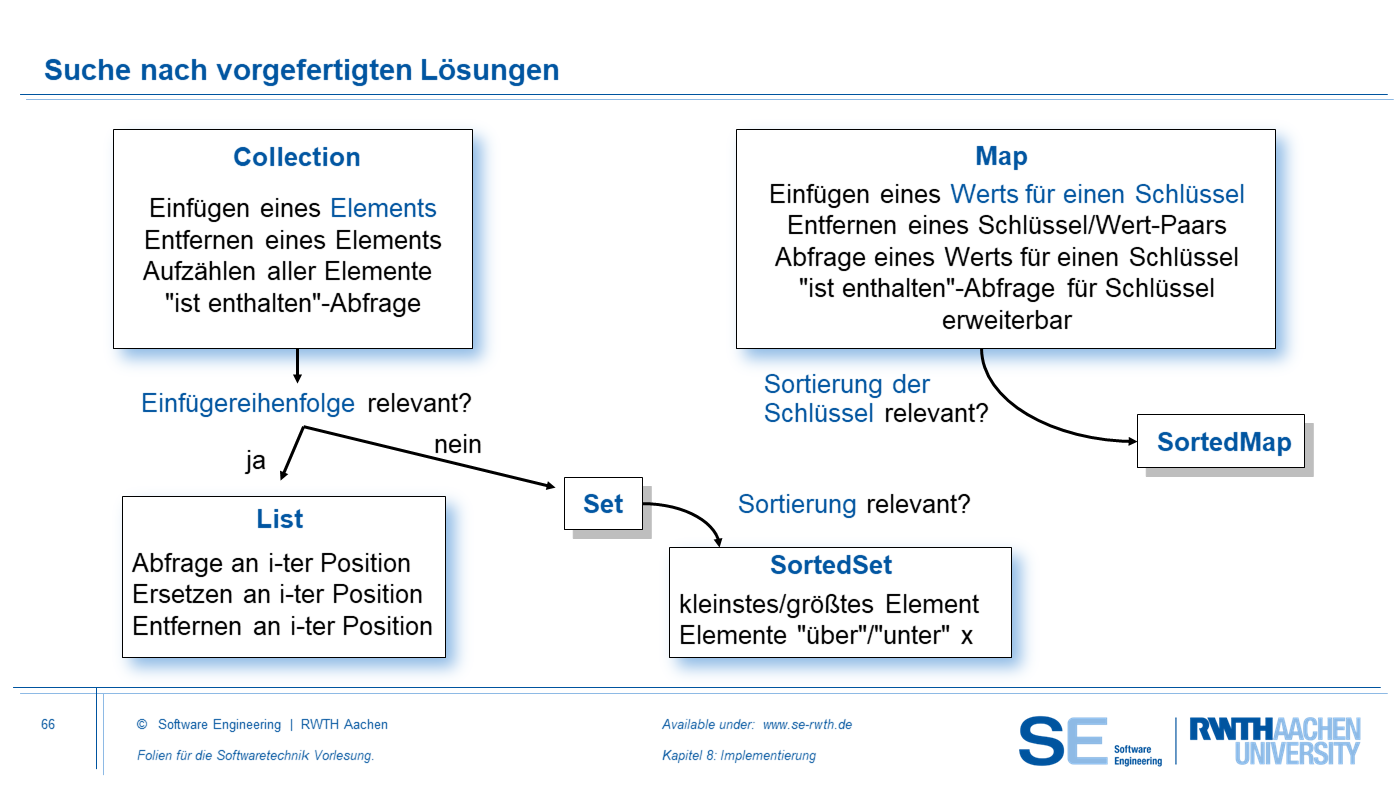 Suche nach vorgefertigten Lösungen
Collection
Einfügen eines Elements
Entfernen eines Elements
Aufzählen aller Elemente
"ist enthalten"-Abfrage
Map
Einfügen eines Werts für einen Schlüssel
Entfernen eines Schlüssel/Wert-Paars
Abfrage eines Werts für einen Schlüssel
"ist enthalten"-Abfrage für Schlüssel
erweiterbar
Einfügereihenfolge relevant?
ja
nein
Sortierung der
Schlüssel relevant?
SortedMap
List
Abfrage an i-ter Position
Ersetzen an i-ter Position
Entfernen an i-ter Position
Set
Sortierung relevant?
SortedSet
kleinstes/größtes Element
Elemente "über"/"unter" x
66
© Software Engineering | RWTH Aachen
Folien für die Softwaretechnik Vorlesung.
Available under: www.se-rwth.de
Kapitel 8: Implementierung
SE Software
Engineering
RWTHAACHEN
UNIVERSITY